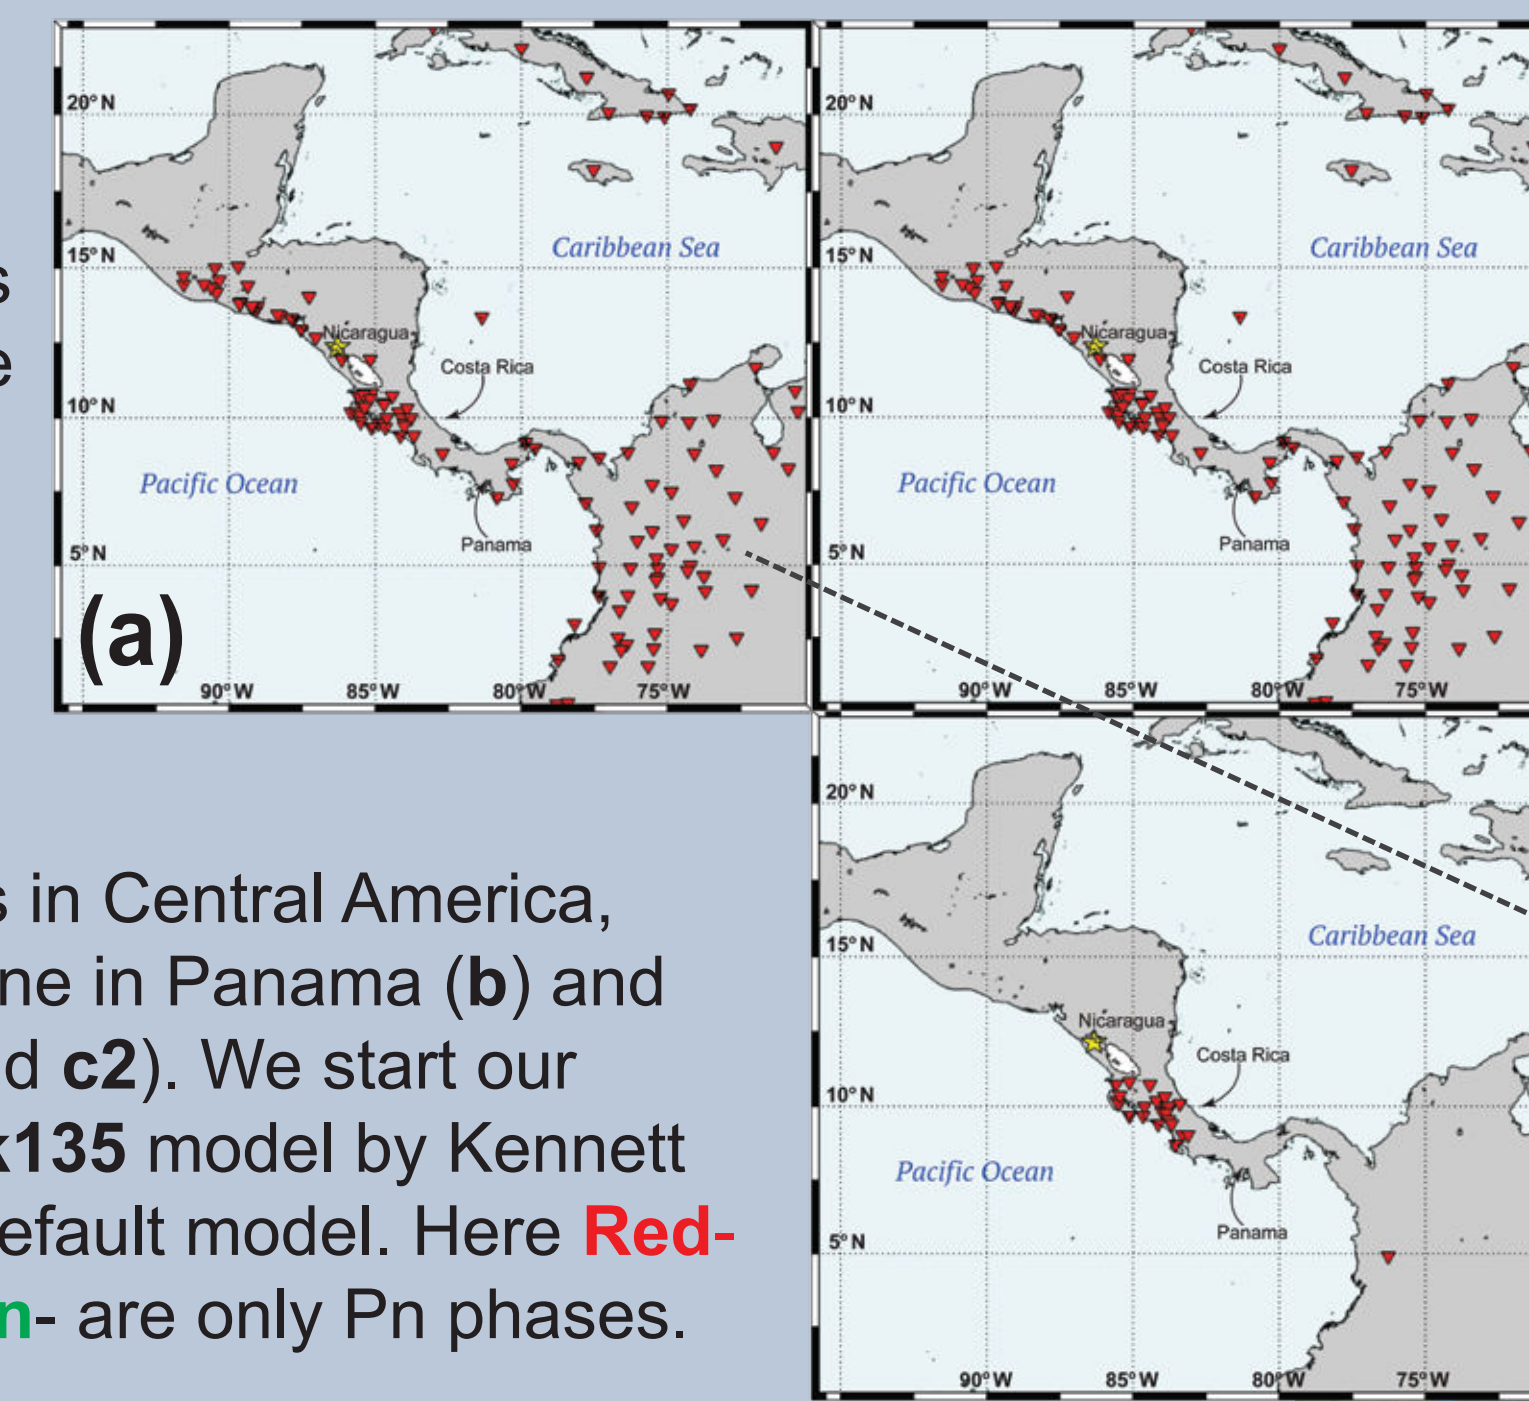 s
e
20° N
15° N
10° N
5° N
Caribbean Sea
Nicaragua
Costa Rica
Pacific Ocean
Panama
(a)
90°W 85°W 80°W 75°W
20° N
15° N
10° N
5° N
Caribbean Sea
Nicaragua
Costa Rica
Pacific Ocean
Panama
90°W 85°W 80°W 75°W
s in Central America,
ne in Panama (b) and
d c2). We start our
k135 model by Kennett
efault model. Here Red-
n- are only Pn phases.
20° N
15° N
10° N
5° N
Caribbean Sea
Nicaragua
Costa Rica
Pacific Ocean
Panama
90°W 85°W 80°W 75°W